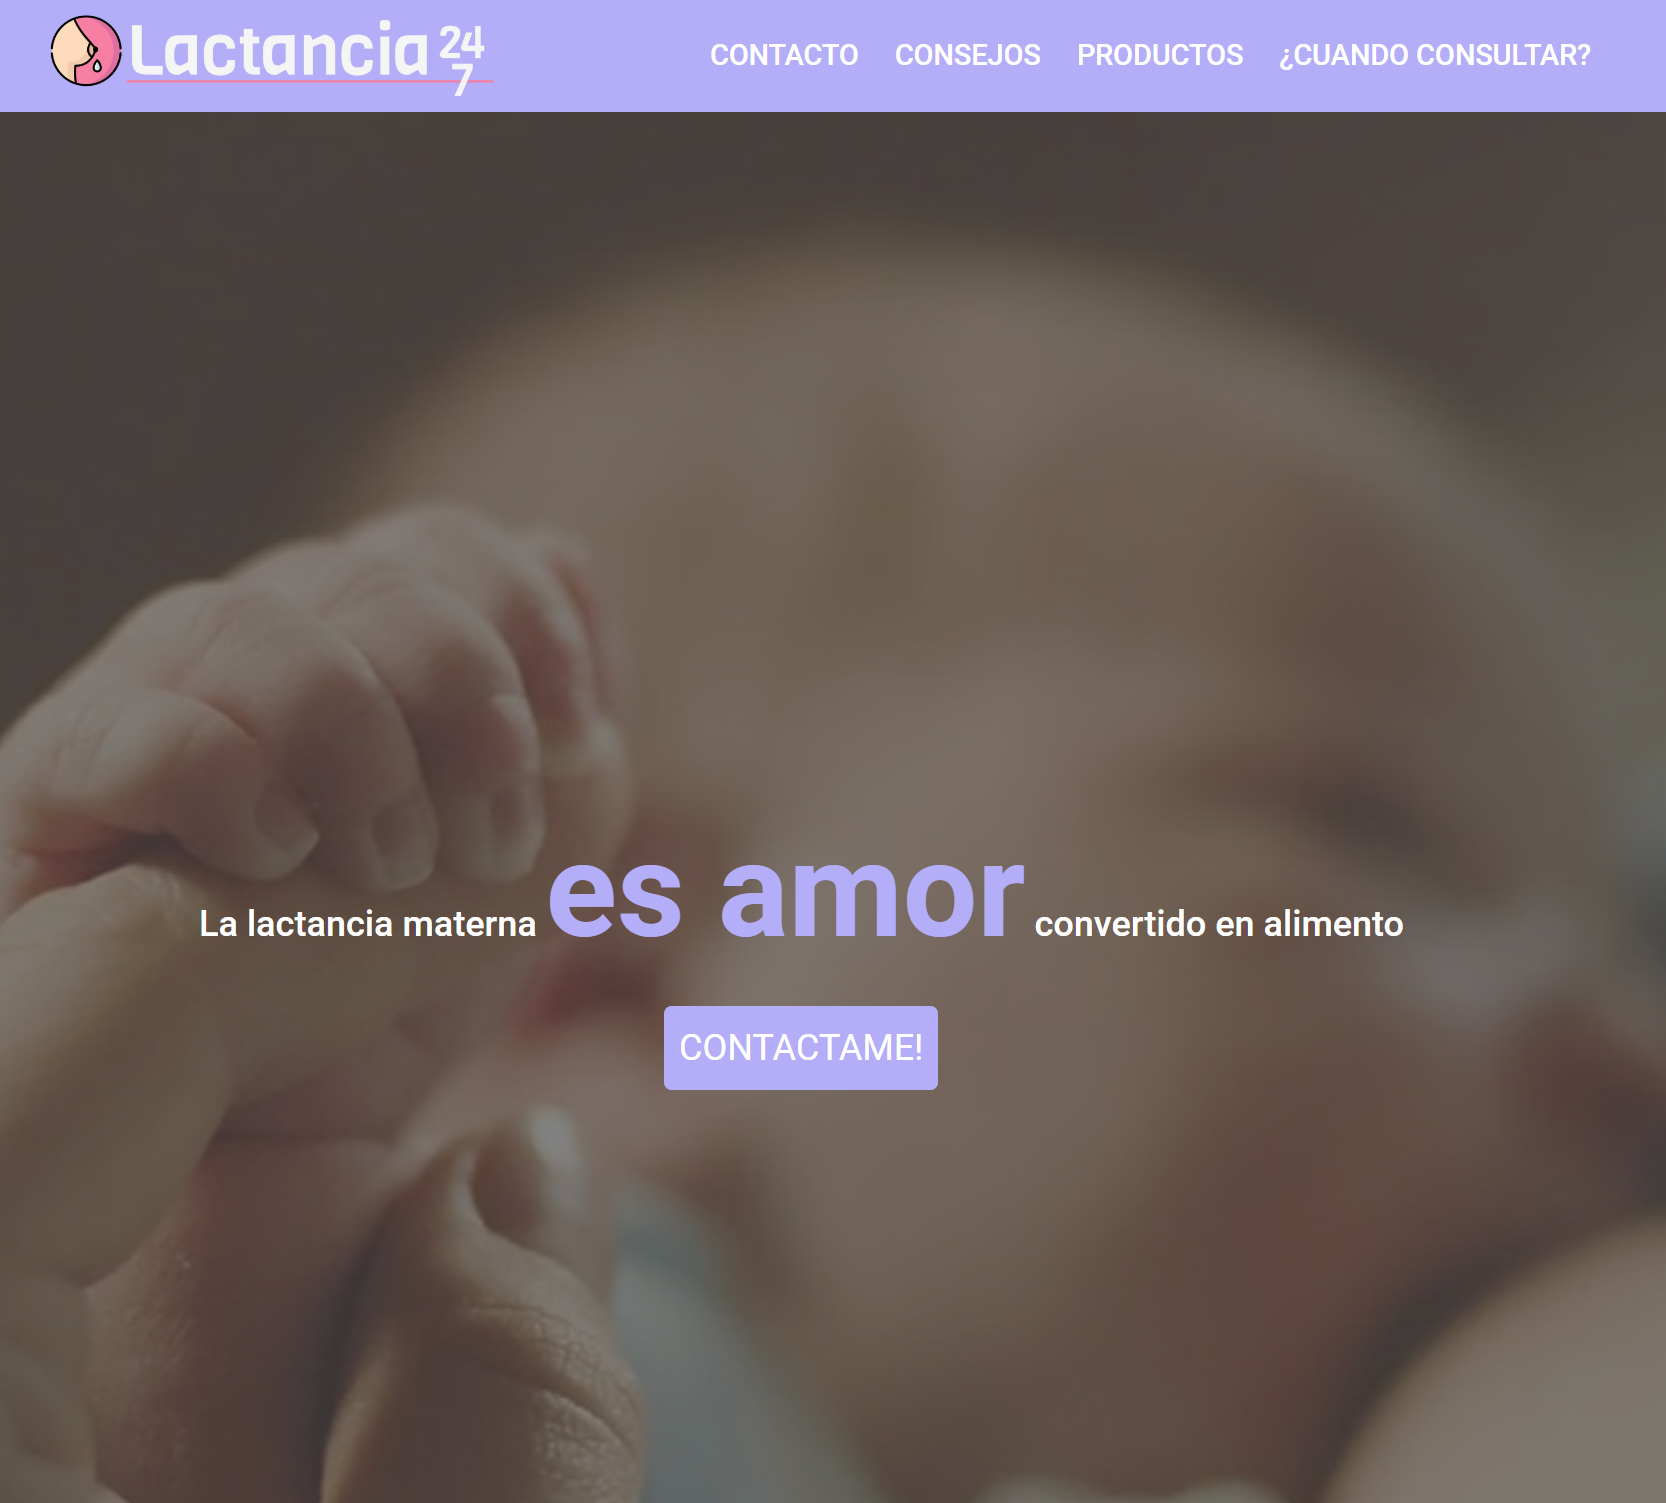 Lactancia 24
7
CONTACTO CONSEJOS PRODUCTOS ¿CUANDO CONSULTAR?
La lactancia materna es amor convertido en alimento
CONTACTAME!